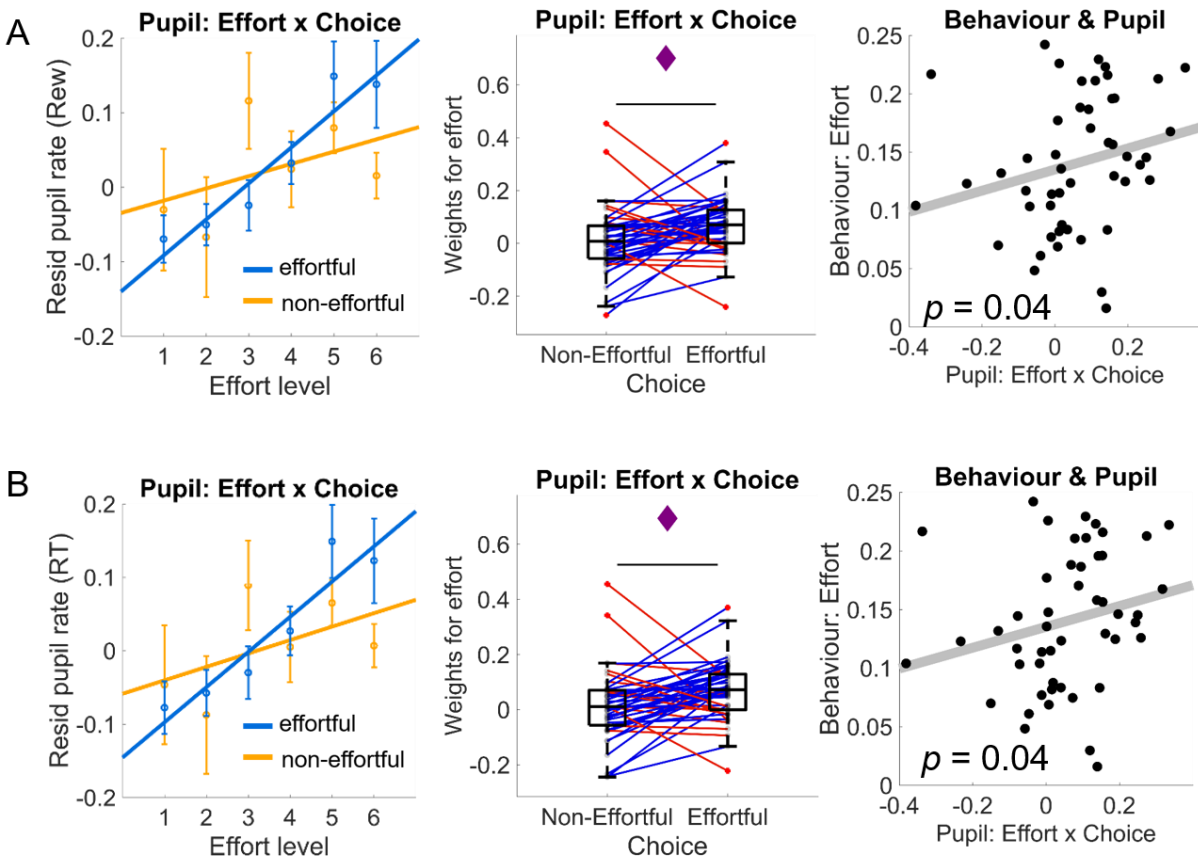 A
Pupil: Effort x Choice
Resid pupil rate (Rew)
0.2
0.1
0
-0.1
-0.2
effortful
non-effortful
1 2 3 4 5 6
Effort level
Pupil: Effort x Choice
Weights for effort
0.6
0.4
0.2
0
-0.2
Non-Effortful Effortful
Choice
Behaviour & Pupil
Behaviour: Effort
0.25
0.2
0.15
0.1
0.05
0
p = 0.04
-0.4 -0.2 0 0.2
Pupil: Effort x Choice
B
Pupil: Effort x Choice
Resid pupil rate (RT)
0.2
0.1
0
-0.1
-0.2
effortful
non-effortful
1 2 3 4 5 6
Effort level
Pupil: Effort x Choice
Weights for effort
0.6
0.4
0.2
0
-0.2
Non-Effortful Effortful
Choice
Behaviour & Pupil
Behaviour: Effort
0.25
0.2
0.15
0.1
0.05
0
p = 0.04
-0.4 -0.2 0 0.2
Pupil: Effort x Choice